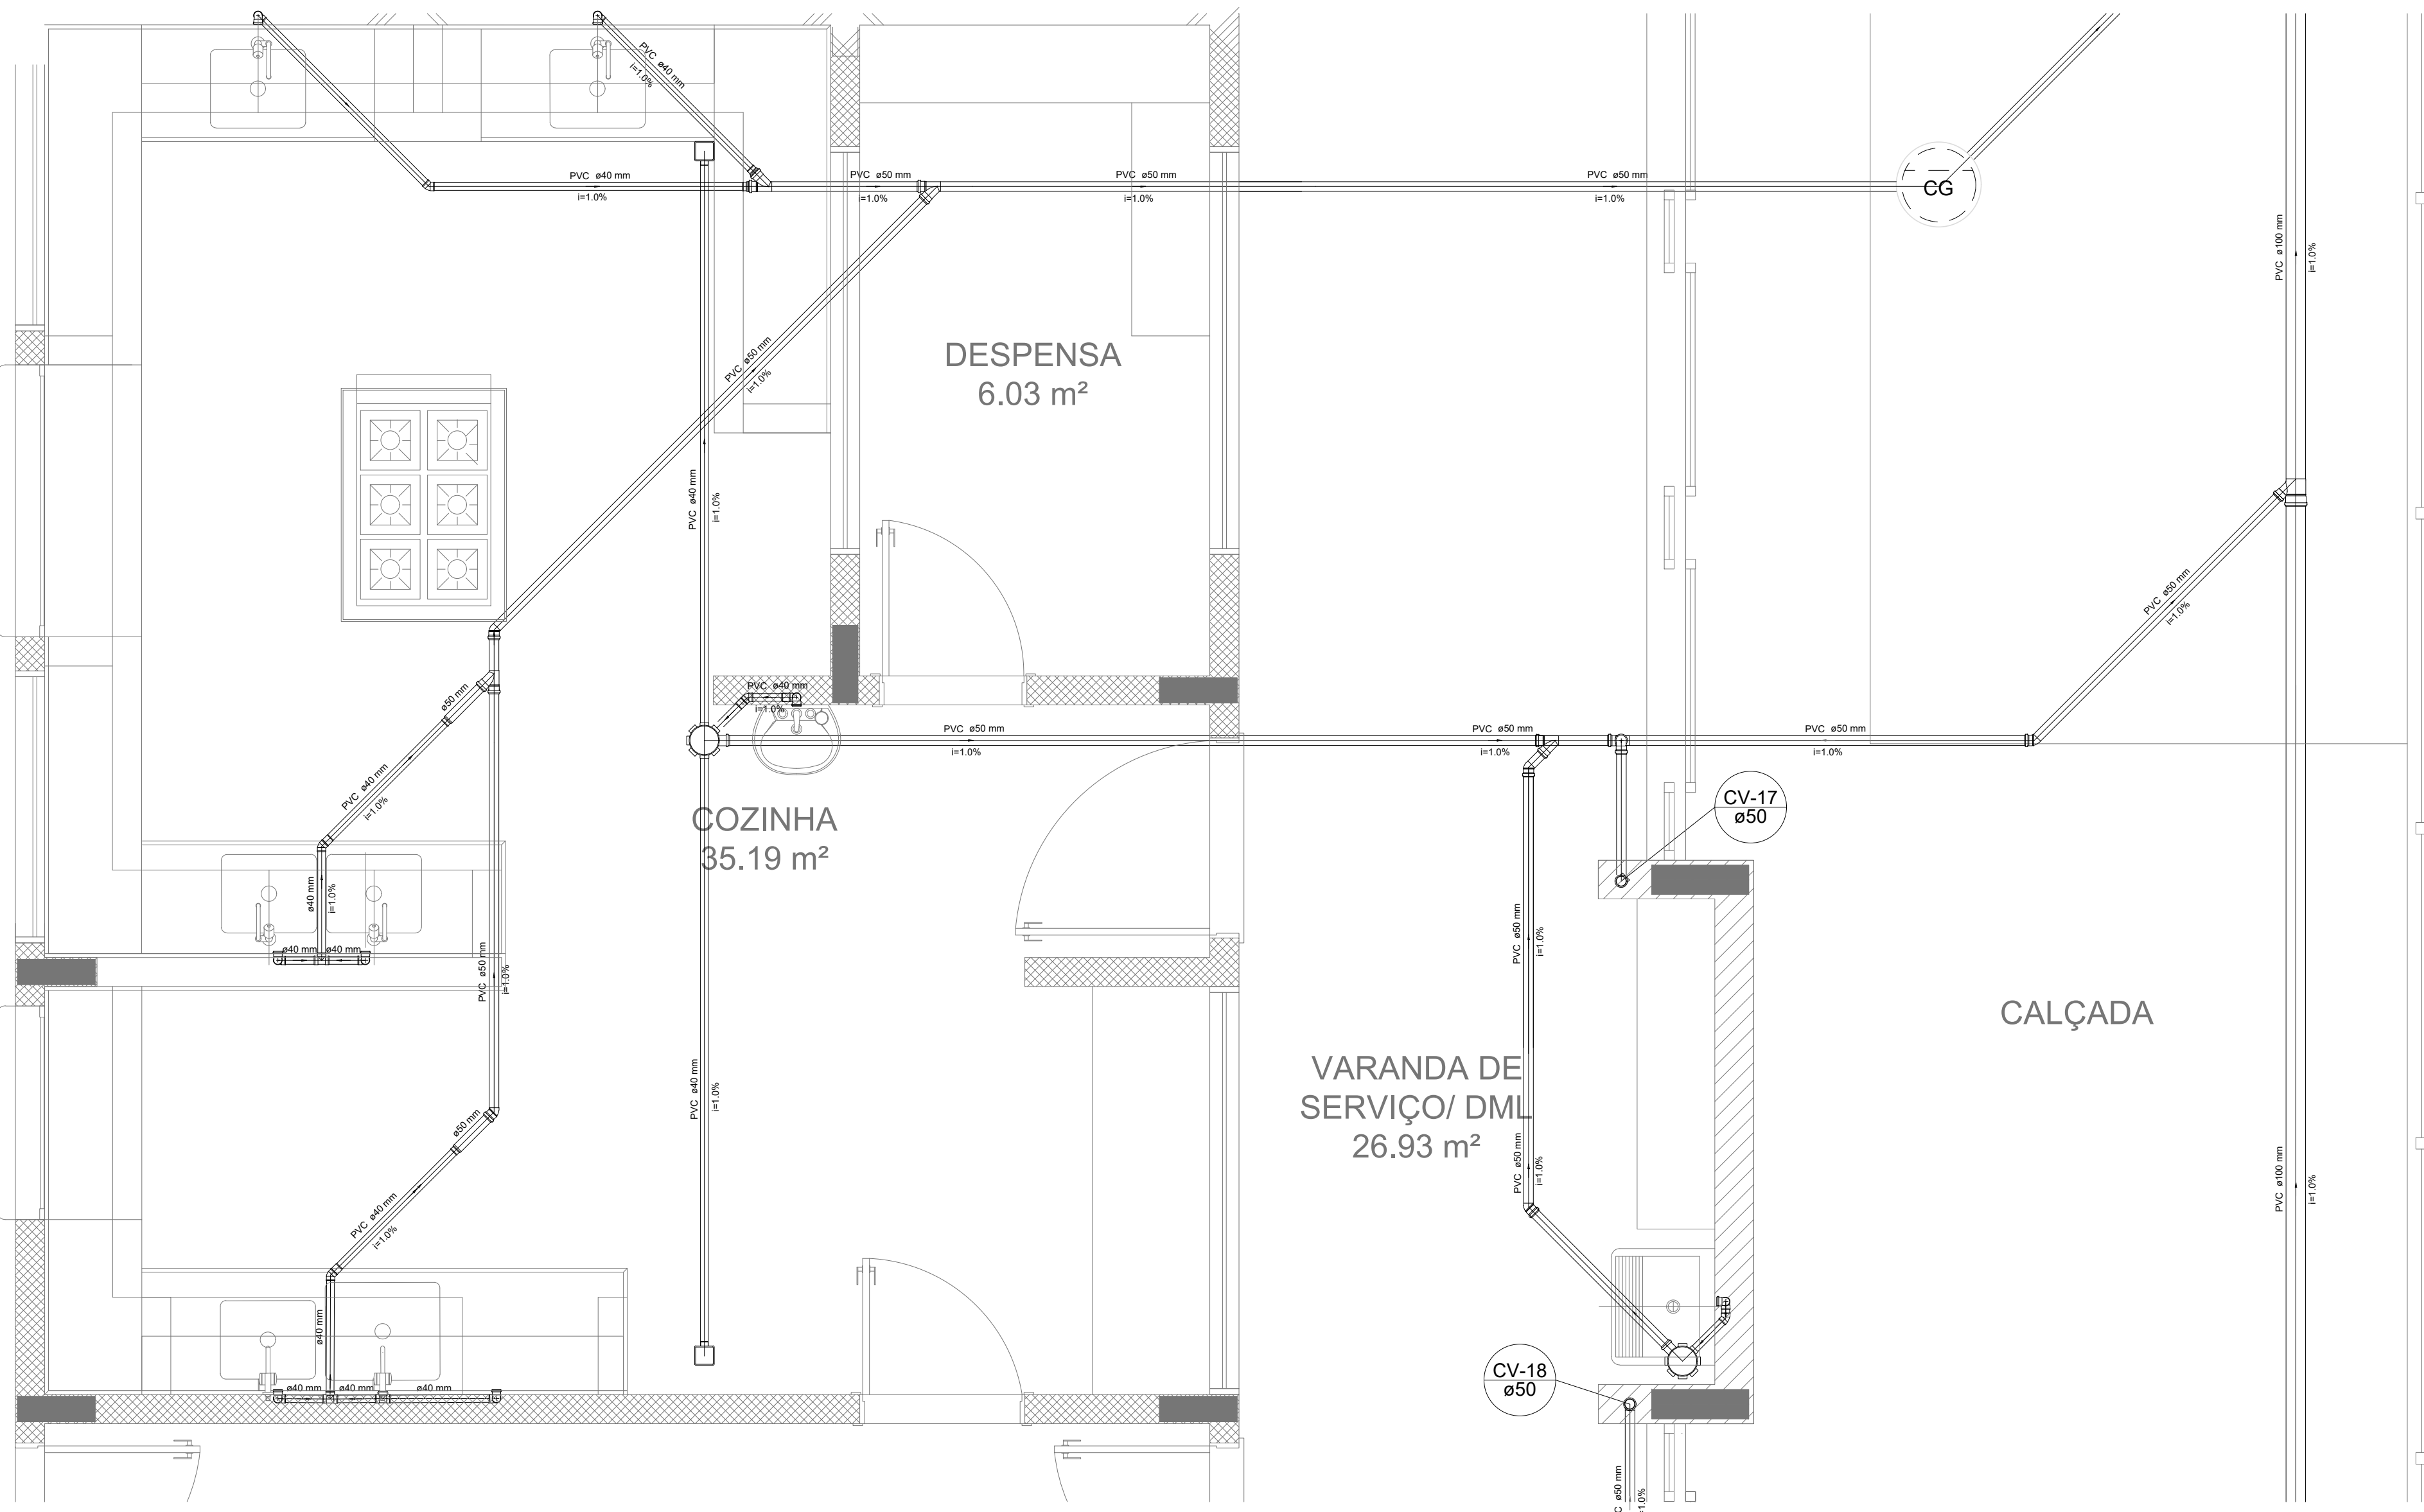 PVC ø40 mm
i=1.0%
PVC ø40 mm
i=1.0%
PVC ø50 mm
i=1.0%
PVC ø50 mm
i=1.0%
PVC ø50 mm
i=1.0%
CG
PVC ø100 mm
i=1.0%
PVC ø50 mm
i=1.0%
DESPENSA
6.03 m²
PVC ø40 mm
i=1.0%
PVC ø50 mm
i=1.0%
ø50 mm
PVC ø40 mm
i=1.0%
PVC ø50 mm
i=1.0%
PVC ø50 mm
i=1.0%
PVC ø50 mm
i=1.0%
PVC ø40 mm
i=1.0%
COZINHA
35.19 m²
CV-17
ø50
ø40 mm
i=1.0%
ø40 mm
ø40 mm
PVC ø50 mm
i=1.0%
PVC ø50 mm
i=1.0%
CALÇADA
PVC ø40 mm
i=1.0%
VARANDA DE
SERVIÇO/ DML
26.93 m²
ø50 mm
PVC ø50 mm
i=1.0%
PVC ø100 mm
i=1.0%
PVC ø40 mm
i=1.0%
ø40 mm
ø40 mm
ø40 mm
ø40 mm
CV-18
ø50
C ø50 mm
=1.0%